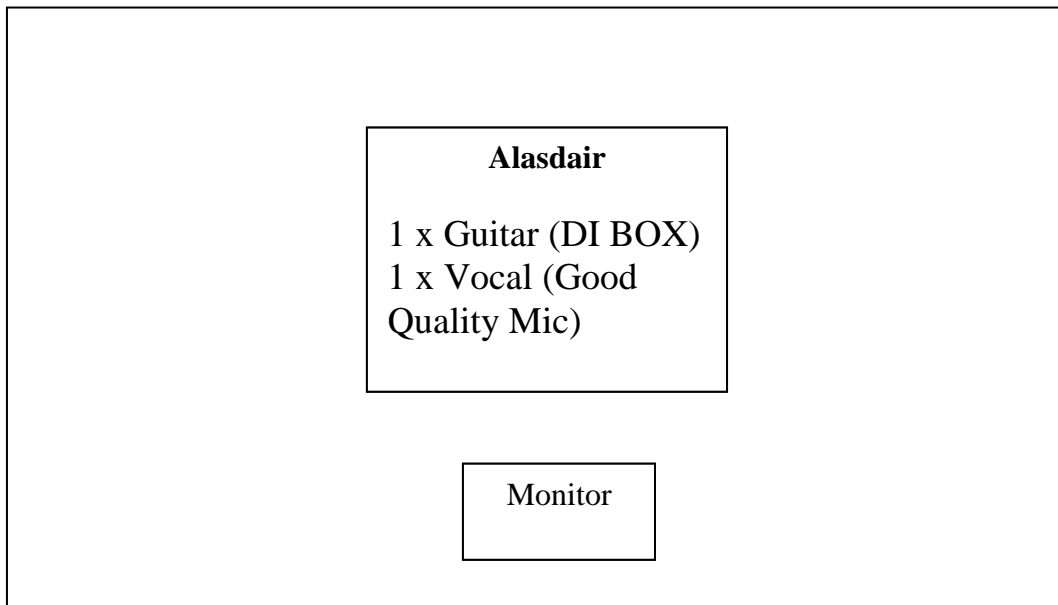 Alasdair
1 x Guitar (DI BOX)
1 x Vocal (Good
Quality Mic)
Monitor